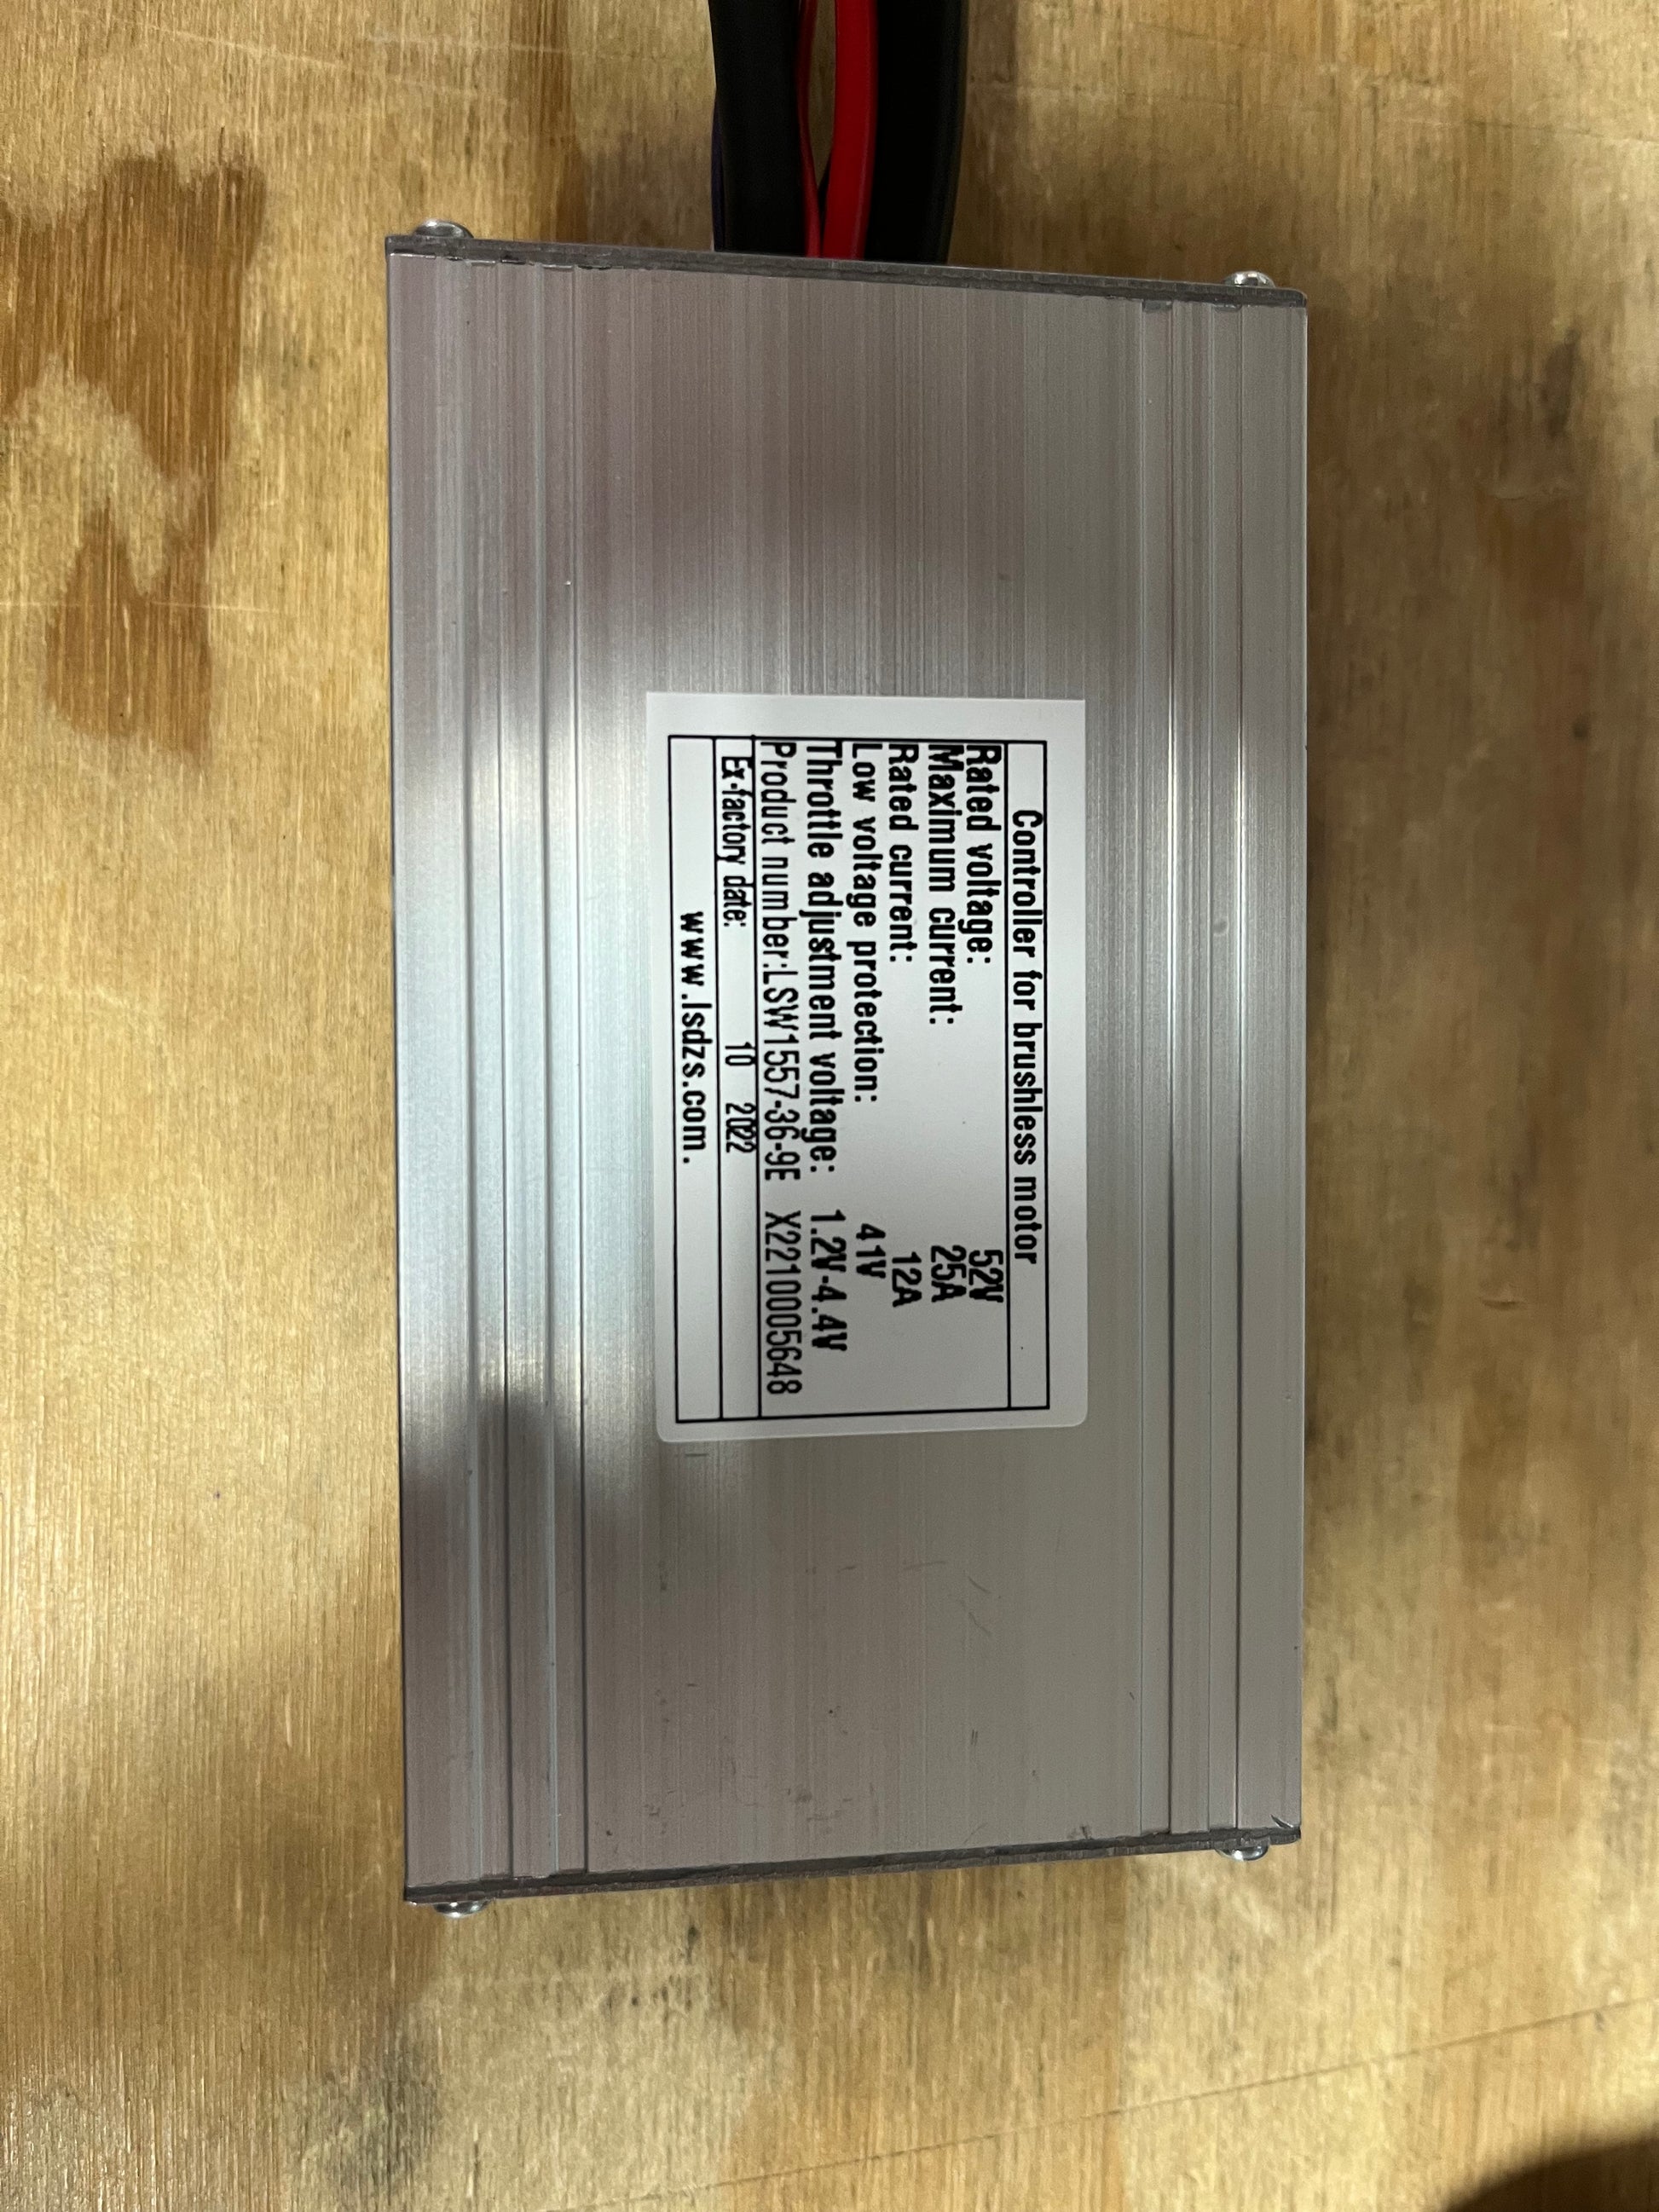 Controller for brushless motor
Rated voltage: 52V
Maximum current: 25A
Rated current: 12A
Low voltage protection: 41V
Throttle adjustment voltage: 1.2V-4.4V
Product number:LSW1557-36-9E X2210005648
Ex-factory date: 10 2022
www.lsdzs.com.